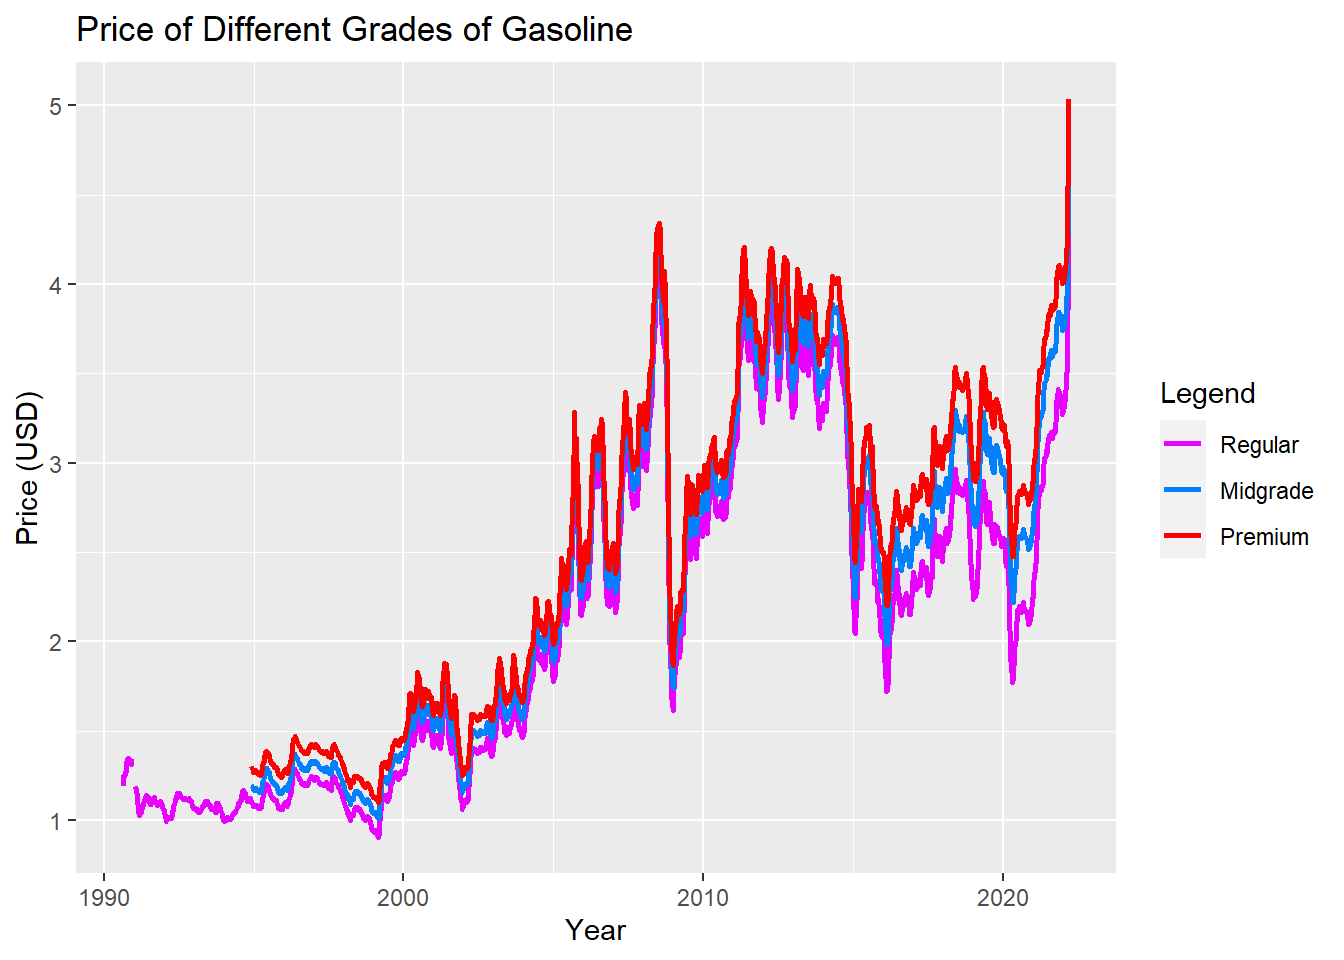 Price of Different Grades of Gasoline
5
4
3
2
1
Price (USD)
1990
2000
2010
2020
Year
Legend
Regular
Midgrade
Premium